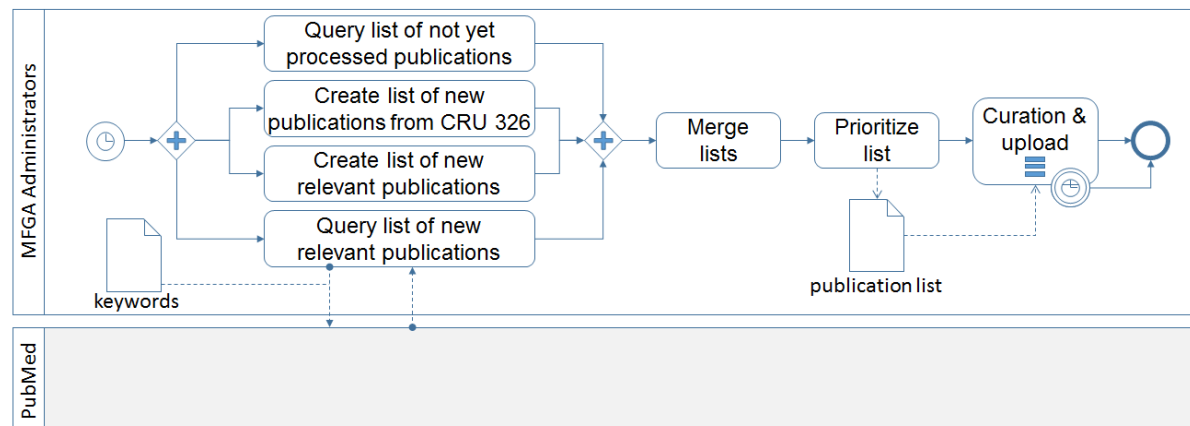 MFGA Administrators
Query list of not yet
processed publications
Create list of new
publications from CRU 326
Create list of new
relevant publications
Query list of new
relevant publications
keywords
Merge
lists
Prioritize
list
Curation &
upload
publication list
PubMed